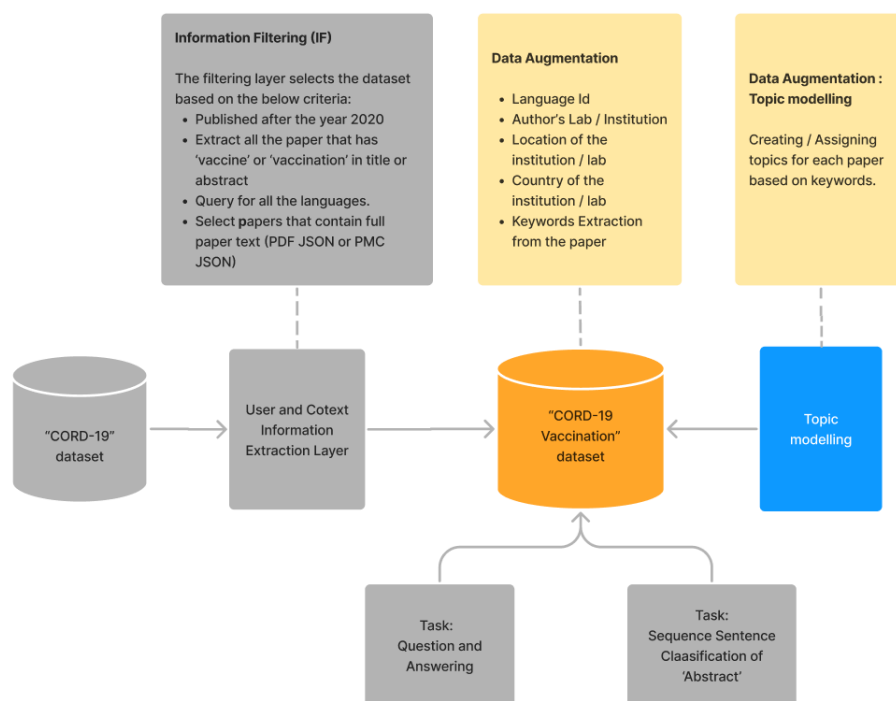 Information Filtering (IF)
The filtering layer selects the dataset
based on the below criteria:
• Published after the year 2020
• Extract all the paper that has
'vaccine' or 'vaccination' in title or
abstract
• Query for all the languages.
• Select papers that contain full
paper text (PDF JSON or PMC
JSON)
Data Augmentation
• Language Id
• Author's Lab / Institution
• Location of the
institution / lab
• Country of the
institution / lab
• Keywords Extraction
from the paper
Data Augmentation :
Topic modelling
Creating / Assigning
topics for each paper
based on keywords.
"CORD-19"
dataset
User and Cotext
Information
Extraction Layer
"CORD-19
Vaccination"
dataset
Topic
modelling
Task:
Question and
Answering
Task:
Sequence Sentence
Claasification of
'Abstract'